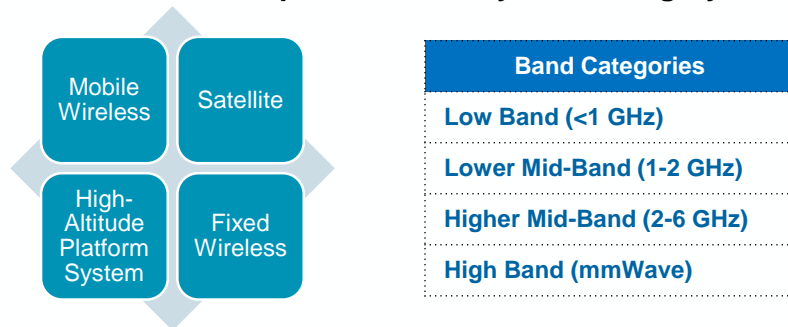 Mobile
Wireless
Satellite
High-
Altitude
Platform
System
Fixed
Wireless
Band Categories
Low Band (<1 GHz)
Lower Mid-Band (1-2 GHz)
Higher Mid-Band (2-6 GHz)
High Band (mmWave)